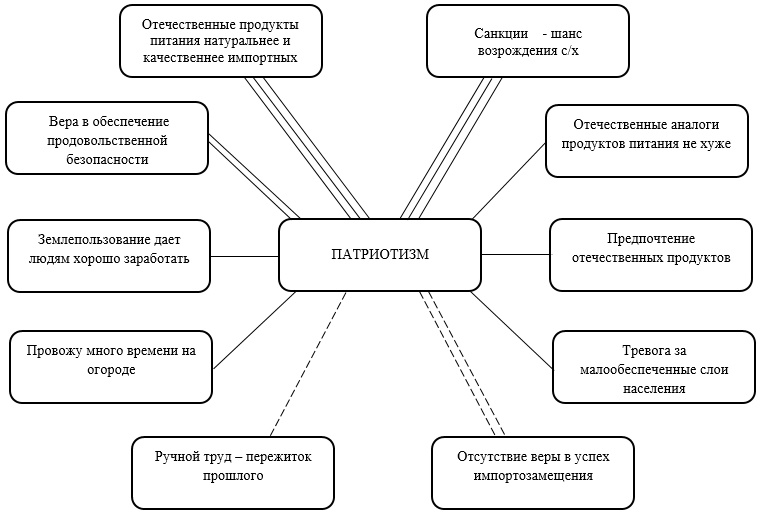 Отечественные продукты
питания натуральнее и
качественнее импортных
Санкции - шанс
возрождения с/х
Вера в обеспечение
продовольственной
безопасности
Отечественные аналоги
продуктов питания не хуже
Землепользование дает
людям хорошо заработать
ПАТРИОТИЗМ
Предпочтение
отечественных продуктов
Провожу много времени на
огороде
Тревога за
малообеспеченные слои
населения
Ручной труд – пережиток
прошлого
Отсутствие веры в успех
импортозамещения